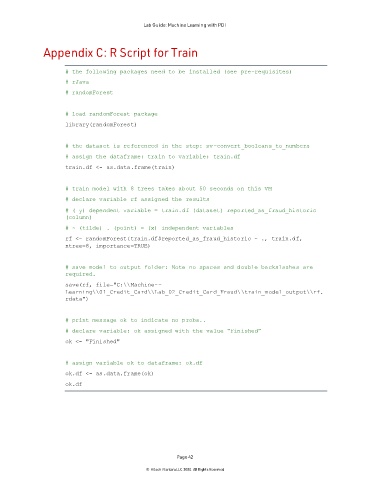 Lab Guide: Machine Learning with PDI
Appendix C: R Script for Train
# the following packages need to be installed (see pre-requisites)
# rJava
# randomForest
# load randomForest package
library(randomForest)
# the dataset is referenced in the step: sv-convert_booleans_to_numbers
# assign the dataframe: train to variable: train.df
train.df <- as.data.frame(train)
# train model with 8 trees takes about 50 seconds on this VM
# declare variable rf assigned the results
# ( y) dependent variable = train.df [dataset] reported_as_fraud_historic
(column)
# ~ (tilde) . (point) = (x) independent variables
rf <- randomForest(train.df$reported_as_fraud_historic ~ ., train.df,
ntree=8, importance=TRUE)
# save model to output folder: Note no spaces and double backslashes are
required.
save(rf, file="C:\\Machine--
Learning\\01_Credit_Card\\Lab_02_Credit_Card_Fraud\\train_model_output\\rf.
rdata")
# print message ok to indicate no probs..
# declare variable: ok assigned with the value "Finished"
ok <- "Finished"
# assign variable ok to dataframe: ok.df
ok.df <- as.data.frame(ok)
ok.df
Page 42
© Hitachi Vantara LLC 2020. All Rights Reserved